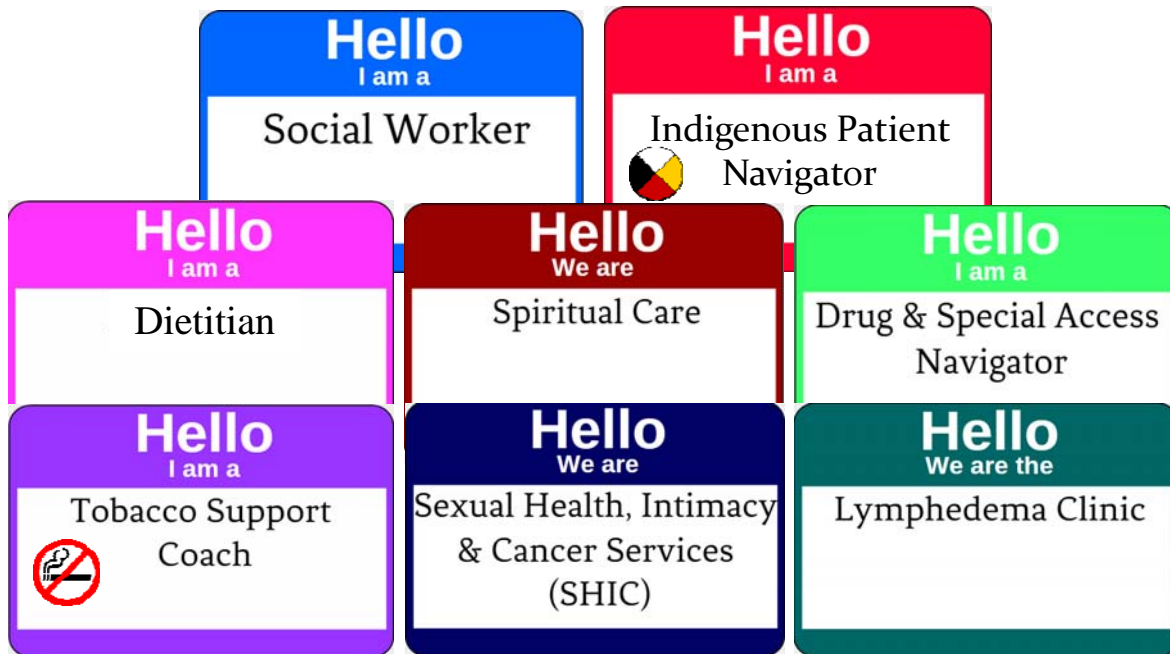 Hello
I am a
Social Worker
Hello
I am a
Indigenous Patient
Navigator
Hello
I am a
Dietitian
Hello
We are
Spiritual Care
Hello
I am a
Drug & Special Access
Navigator
Hello
I am a
Tobacco Support
Coach
Hello
We are
Sexual Health, Intimacy
& Cancer Services
(SHIC)
Hello
We are the
Lymphedema Clinic